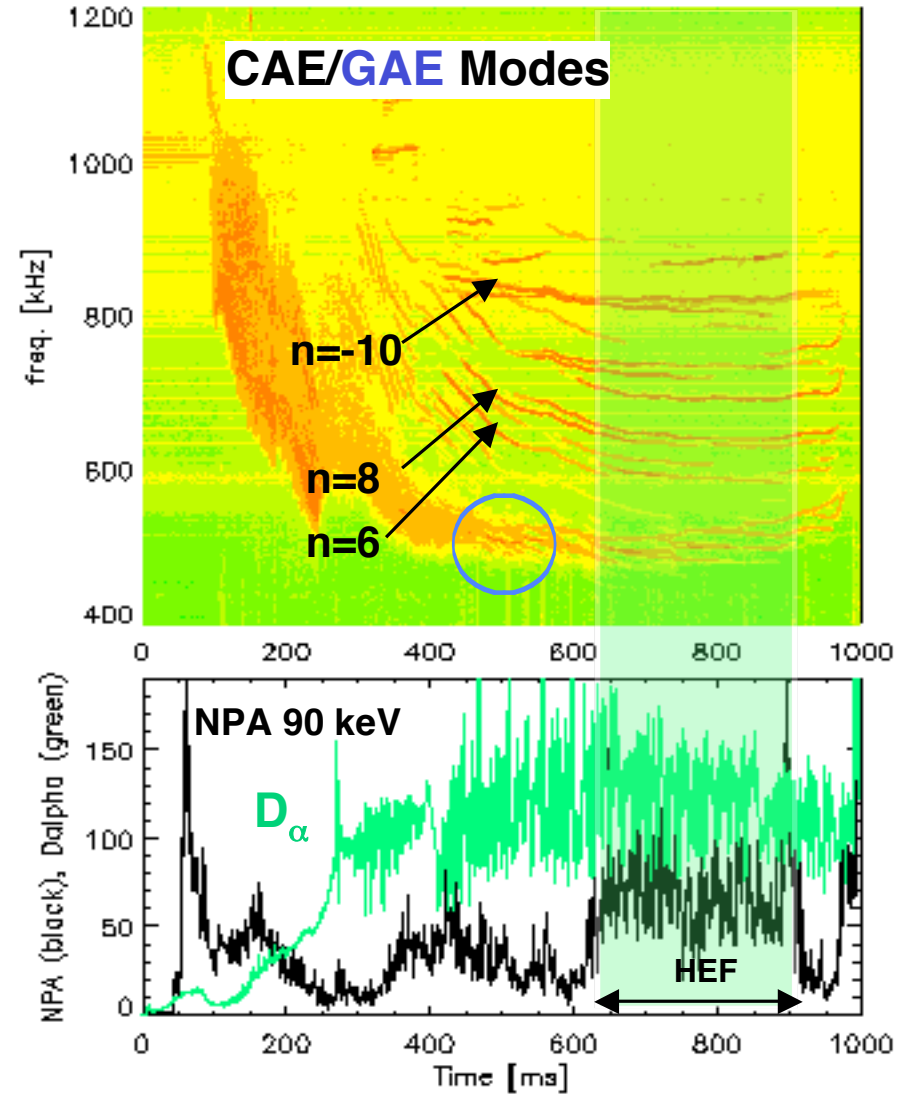 CAE/GAE Modes
1200
1000
800
600
400
freq. [kHz]
n=-10
n=8
n=6
0 200 400 600 800 1000
NPA 90 keV
Dα
HEF
150
100
50
0
NPA (black), Dalpha (green)
0 200 400 600 800 1000
Time [ms]